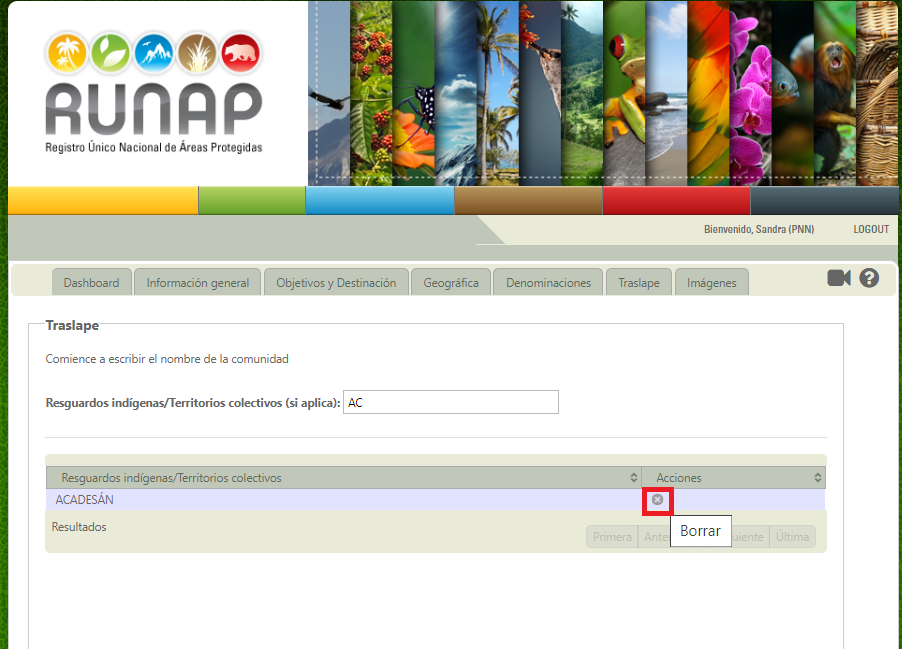 RUNAP
Registro Único Nacional de Áreas Protegidas
Bienvenido, Sandra (PNN) LOGOUT
Dashboard Información general Objetivos y Destinación Geográfica Denominaciones Traslape Imágenes
Traslape
Comience a escribir el nombre de la comunidad
Resguardos indígenas/Territorios colectivos (si aplica): AC
Resguardos indígenas/Territorios colectivos Acciones
ACADESÁN
Resultados
Borrar
Primera Ante uiente Última